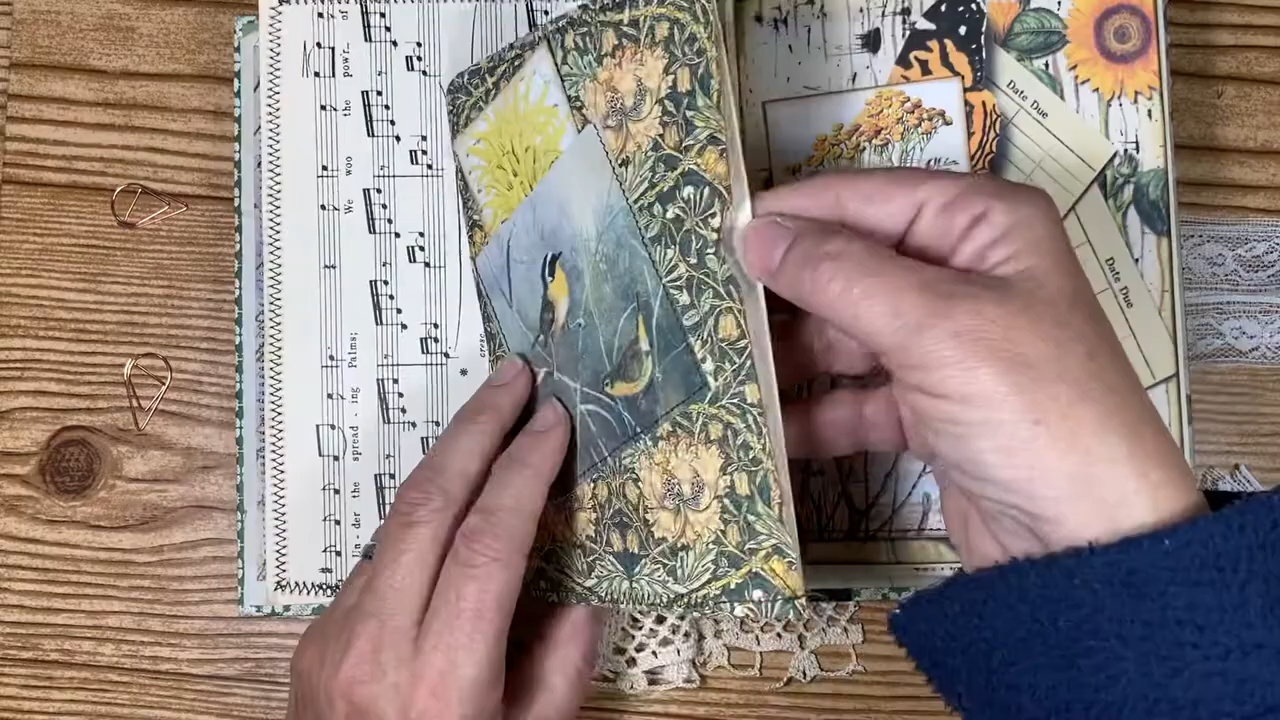 of
pow'r.
the
We woo
Un - der the spread - ing Palms;
Date Due
Date Due